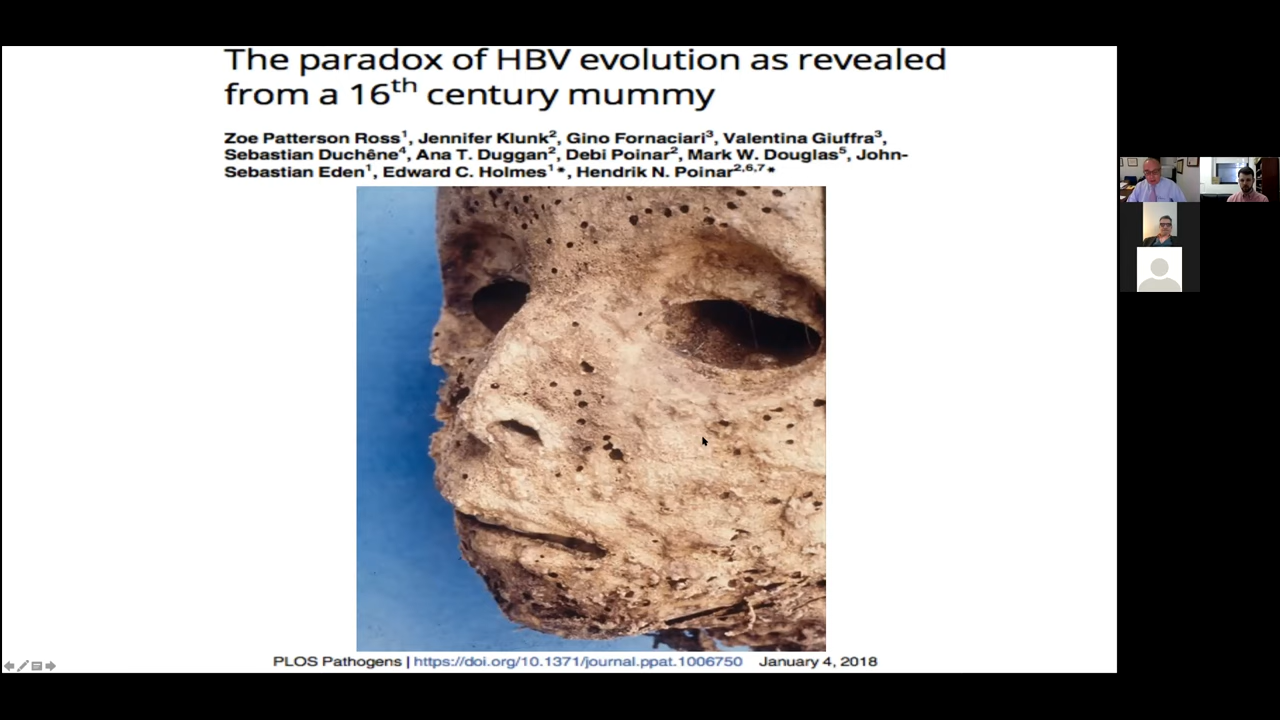 The paradox of HBV evolution as revealed
from a 16th century mummy
Zoe Patterson Ross1, Jennifer Klunk2, Gino Fornaciari3, Valentina Giuffra3,
Sebastian Duchêne4, Ana T. Duggan2, Debi Poinar2, Mark W. Douglas5, John-
Sebastian Eden1, Edward C. Holmes1*, Hendrik N. Poinar2,6,7*
PLOS Pathogens | https://doi.org/10.1371/journal.ppat.1006750 January 4, 2018